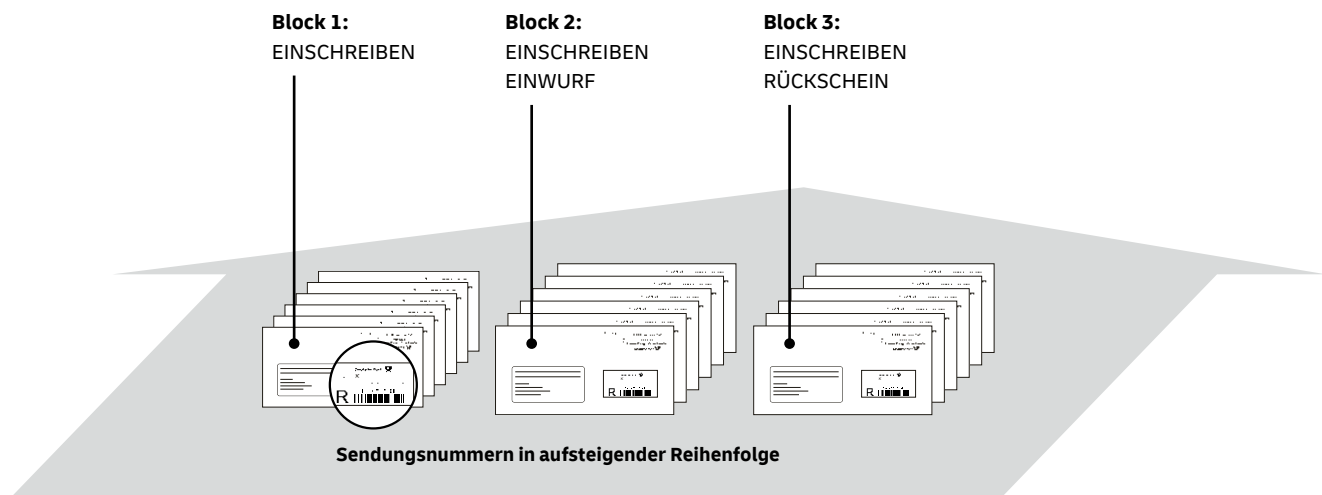 Block 1:
EINSCHREIBEN
Block 2:
EINSCHREIBEN
EINWURF
Block 3:
EINSCHREIBEN
RÜCKSCHEIN
R
R
R
Sendungsnummern in aufsteigender Reihenfolge